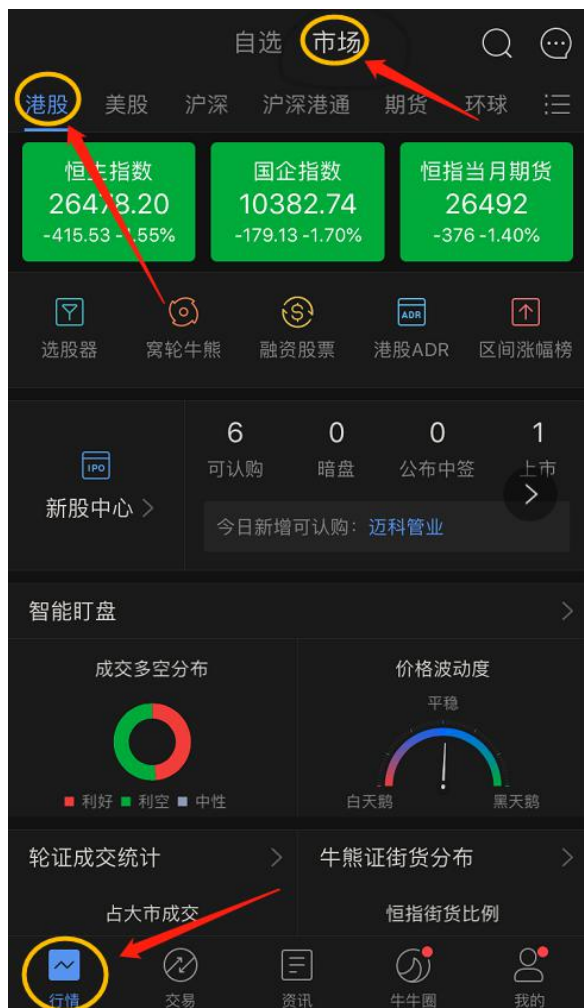 自选 市场
港股 美股 沪深 沪深港通 期货 环球
恒生指数 国企指数 恒指当月期货
26478.20 10382.74 26492
-415.53 -1.55% -179.13 -1.70% -376 -1.40%
选股器 窝轮牛熊 融资股票 港股ADR 区间涨幅榜
ADR
6 0 0 1
可认购 暗盘 公布中签 上市
IPO
新股中心
今日新增可认购: 迈科管业
智能盯盘
成交多空分布 价格波动度
平稳
利好 利空 中性 白天鹅 黑天鹅
轮证成交统计 牛熊证街货分布
占大市成交 恒指街货比例
行情 交易 资讯 牛牛圈 我的